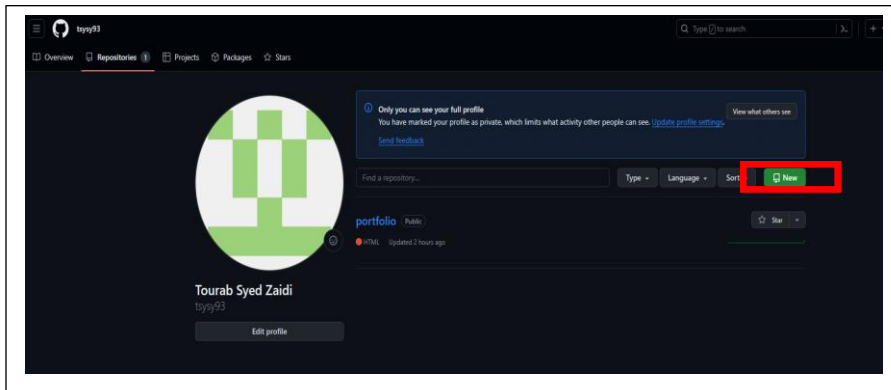 tsysy93
Type / to search
Overview Repositories 1 Projects Packages Stars
Only you can see your full profile
You have marked your profile as private, which limits what activity other people can see. Update profile settings.
Send feedback
View what others see
Find a repository...
Type
Language
Sort
New
portfolio Public
Star
HTML Updated 2 hours ago
Tourab Syed Zaidi
tsysy93
Edit profile